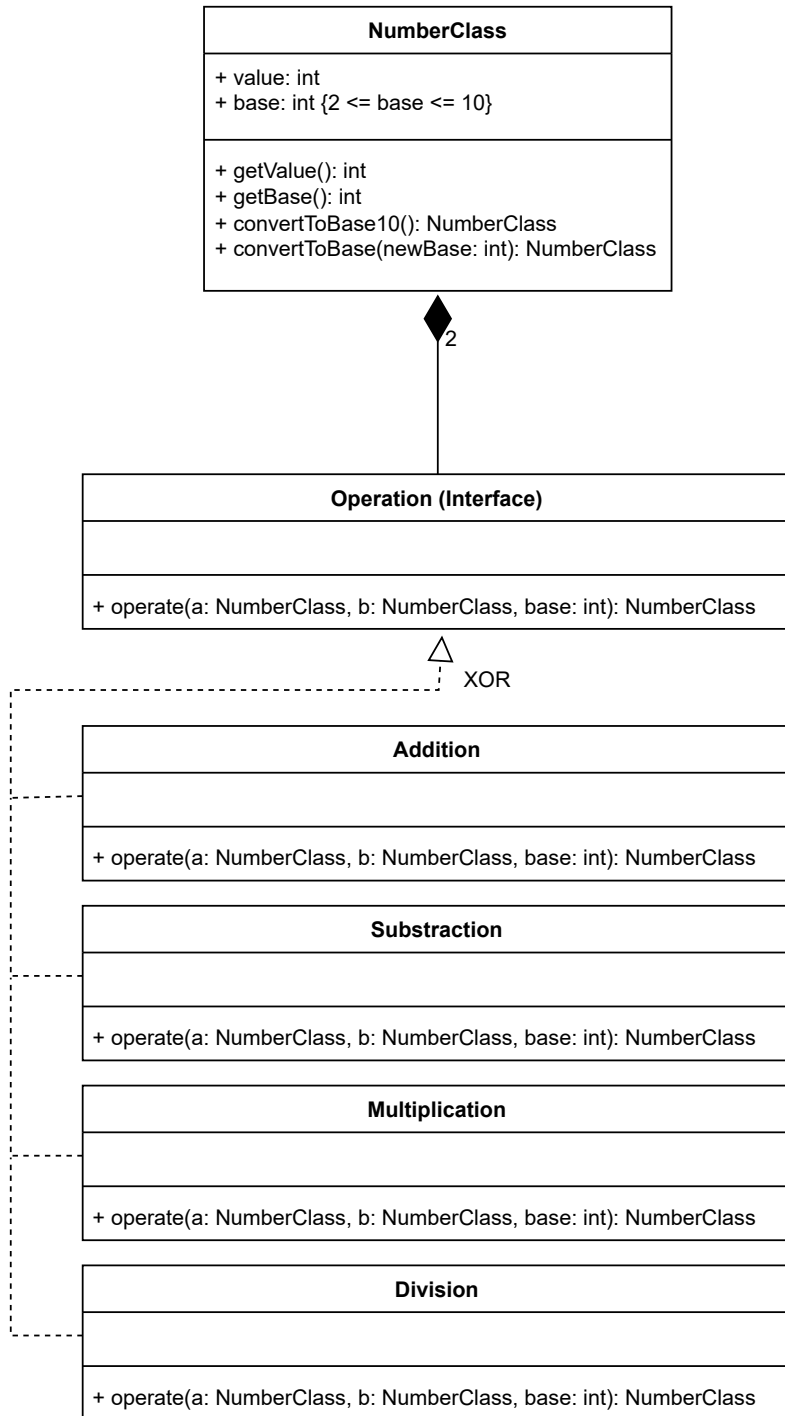 NumberClass
+ value: int
+ base: int {2 <= base <= 10}
+ getValue(): int
+ getBase(): int
+ convertToBase10(): NumberClass
+ convertToBase(newBase: int): NumberClass
2
Operation (Interface)
+ operate(a: NumberClass, b: NumberClass, base: int): NumberClass
XOR
Addition
+ operate(a: NumberClass, b: NumberClass, base: int): NumberClass
Substraction
+ operate(a: NumberClass, b: NumberClass, base: int): NumberClass
Multiplication
+ operate(a: NumberClass, b: NumberClass, base: int): NumberClass
Division
+ operate(a: NumberClass, b: NumberClass, base: int): NumberClass